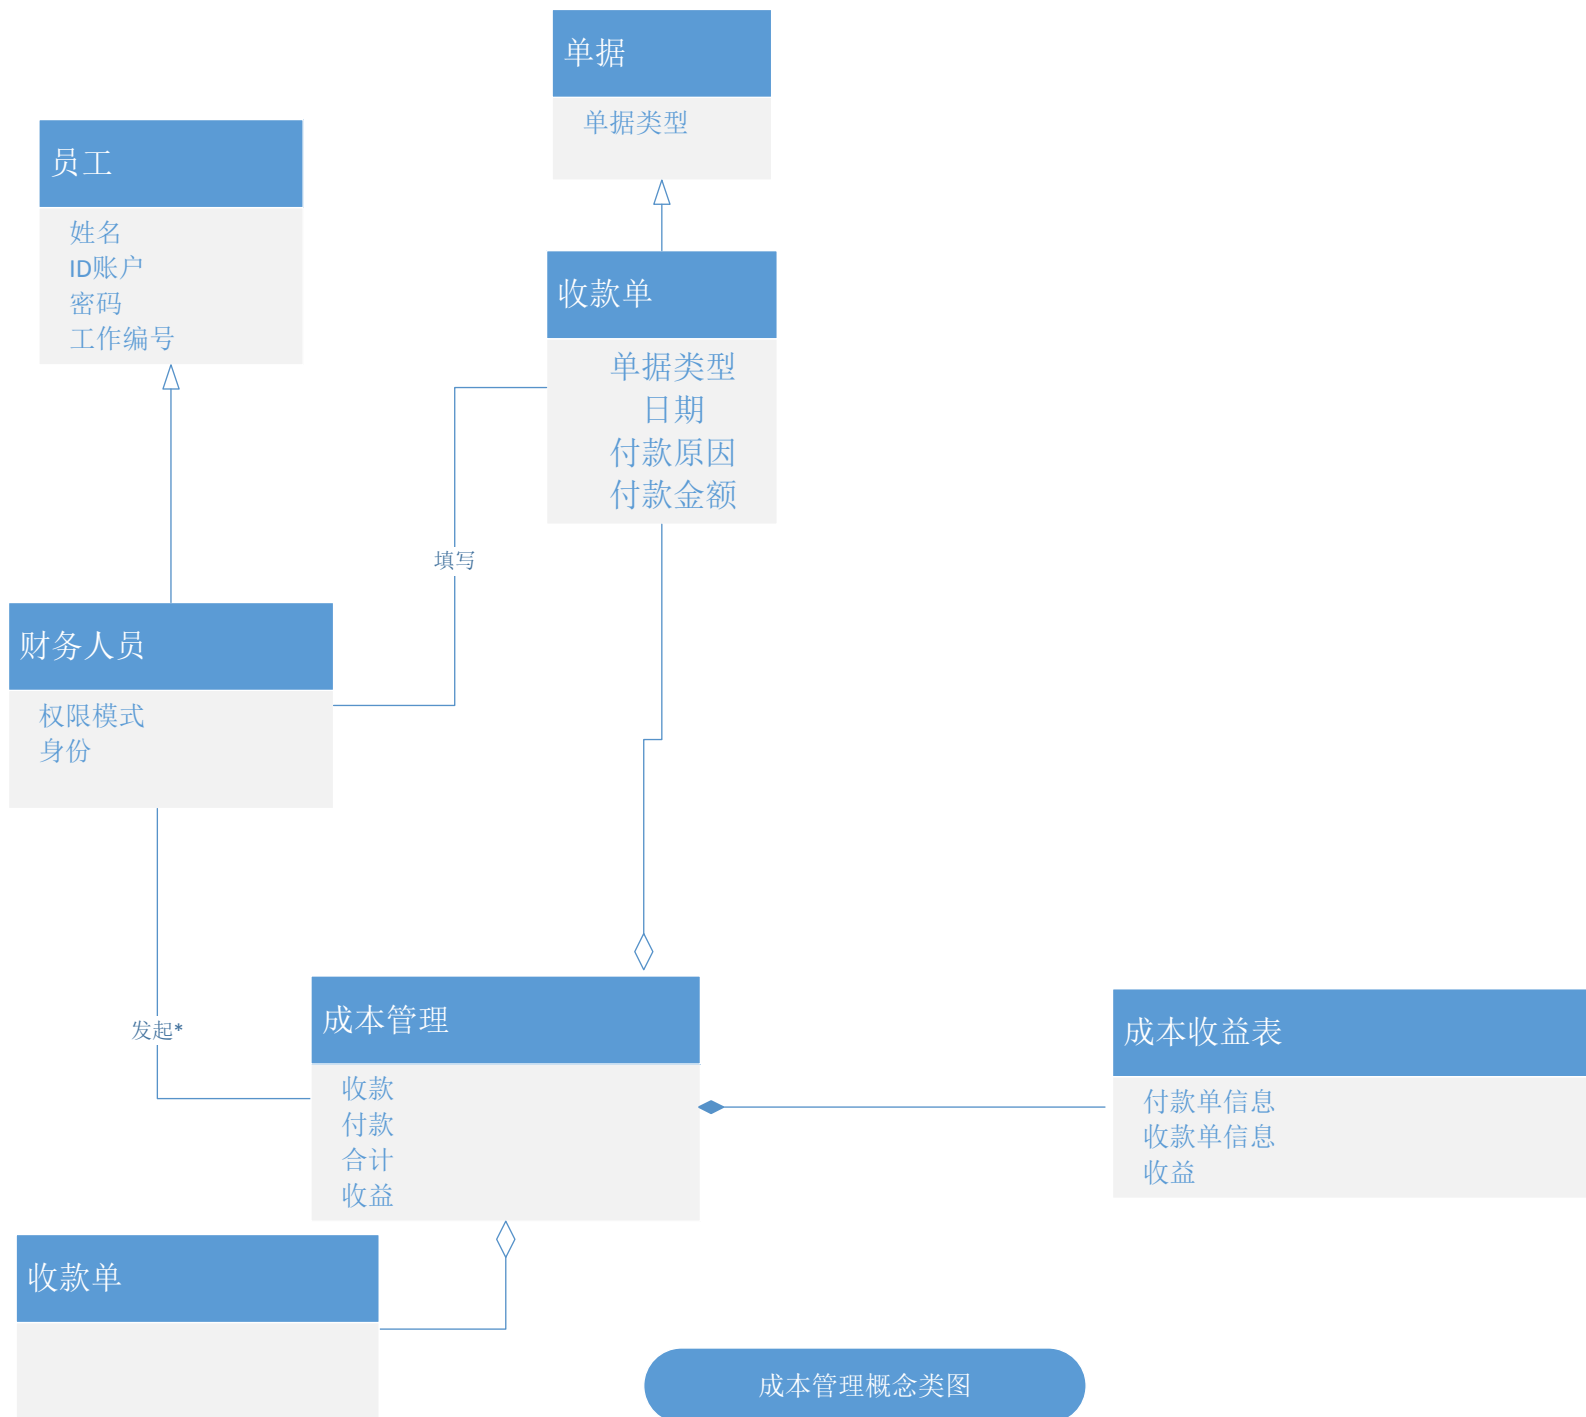 单据
单据类型
员工
姓名
ID账户
密码
工作编号
收款单
单据类型
日期
付款原因
付款金额
填写
财务人员
权限模式
身份
发起*
成本管理
收款
付款
合计
收益
成本收益表
付款单信息
收款单信息
收益
收款单
成本管理概念类图